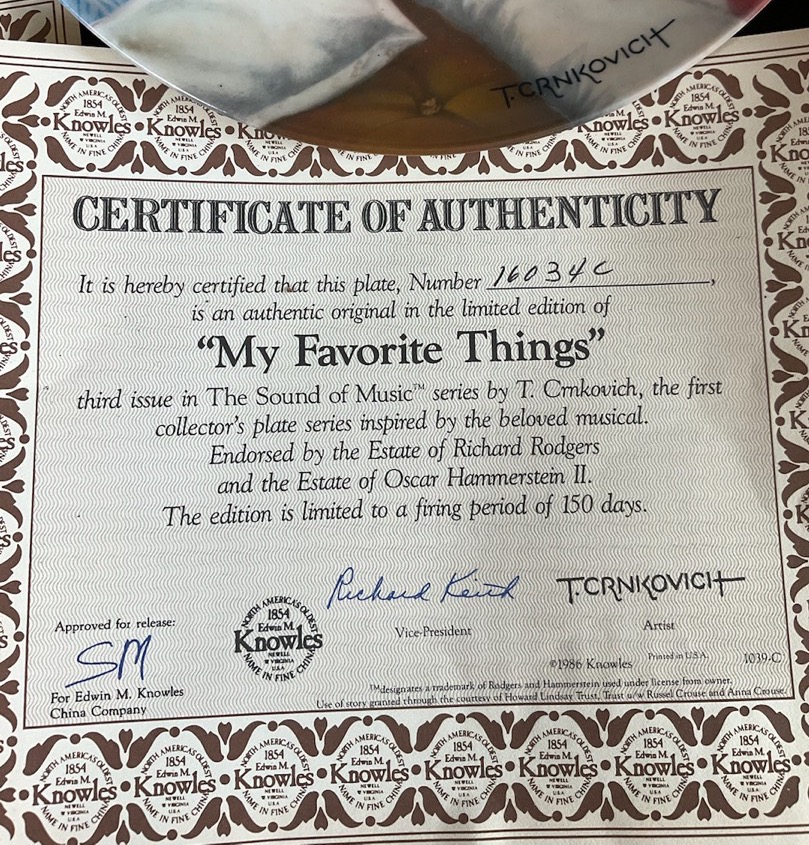 T. CRNKOVICH
CERTIFICATE OF AUTHENTICITY
It is hereby certified that this plate, Number 16034C,
is an authentic original in the limited edition of
“My Favorite Things”
third issue in The Sound of Music™ series by T. Crnkovich, the first
collector's plate series inspired by the beloved musical.
Endorsed by the Estate of Richard Rodgers
and the Estate of Oscar Hammerstein II.
The edition is limited to a firing period of 150 days.
Approved for release:
SM
For Edwin M. Knowles
China Company
NORTH AMERICA'S OLDEST
1854
Edwin M.
Knowles
NEWELL
W VIRGINIA
U.S.A.
NAME IN FINE CHINA
Richard Keith
Vice-President
T. CRNKOVICH
Artist
©1986 Knowles
Printed in U.S.A.
1039-C
™designates a trademark of Rodgers and Hammerstein used under license from owner.
Use of story granted through the courtesy of Howard Lindsay Trust, Trust u/w Russel Crouse and Anna Crouse.